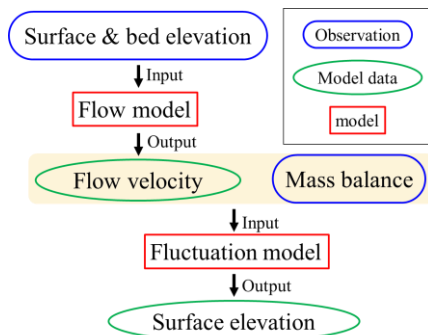 Surface & bed elevation
Input
Flow model
Output
Flow velocity
Mass balance
Input
Fluctuation model
Output
Surface elevation
Observation
Model data
model